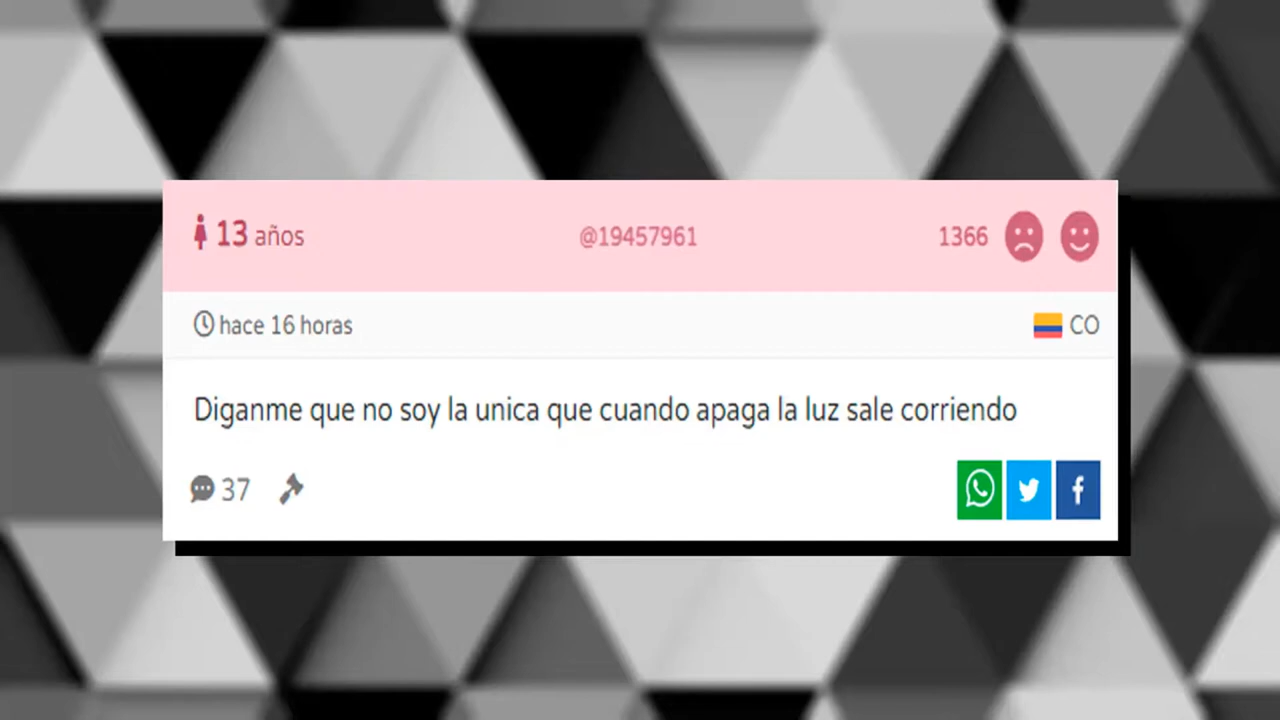 13 años @19457961 1366
hace 16 horas CO
Diganme que no soy la unica que cuando apaga la luz sale corriendo
37